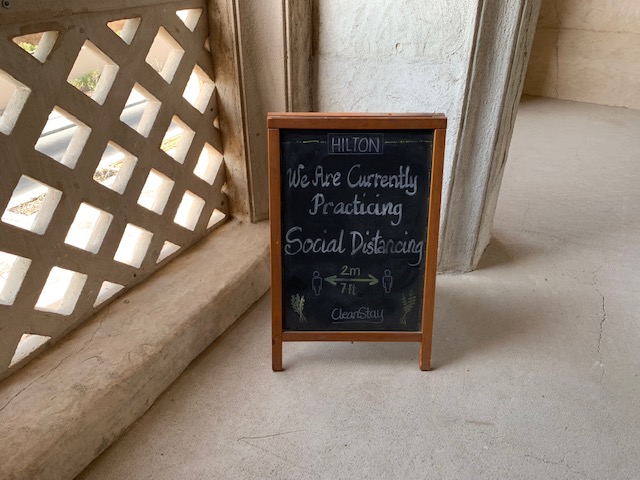 HILTON
We Are Currently
Practicing
Social Distancing
2m
7ft
CleanStay